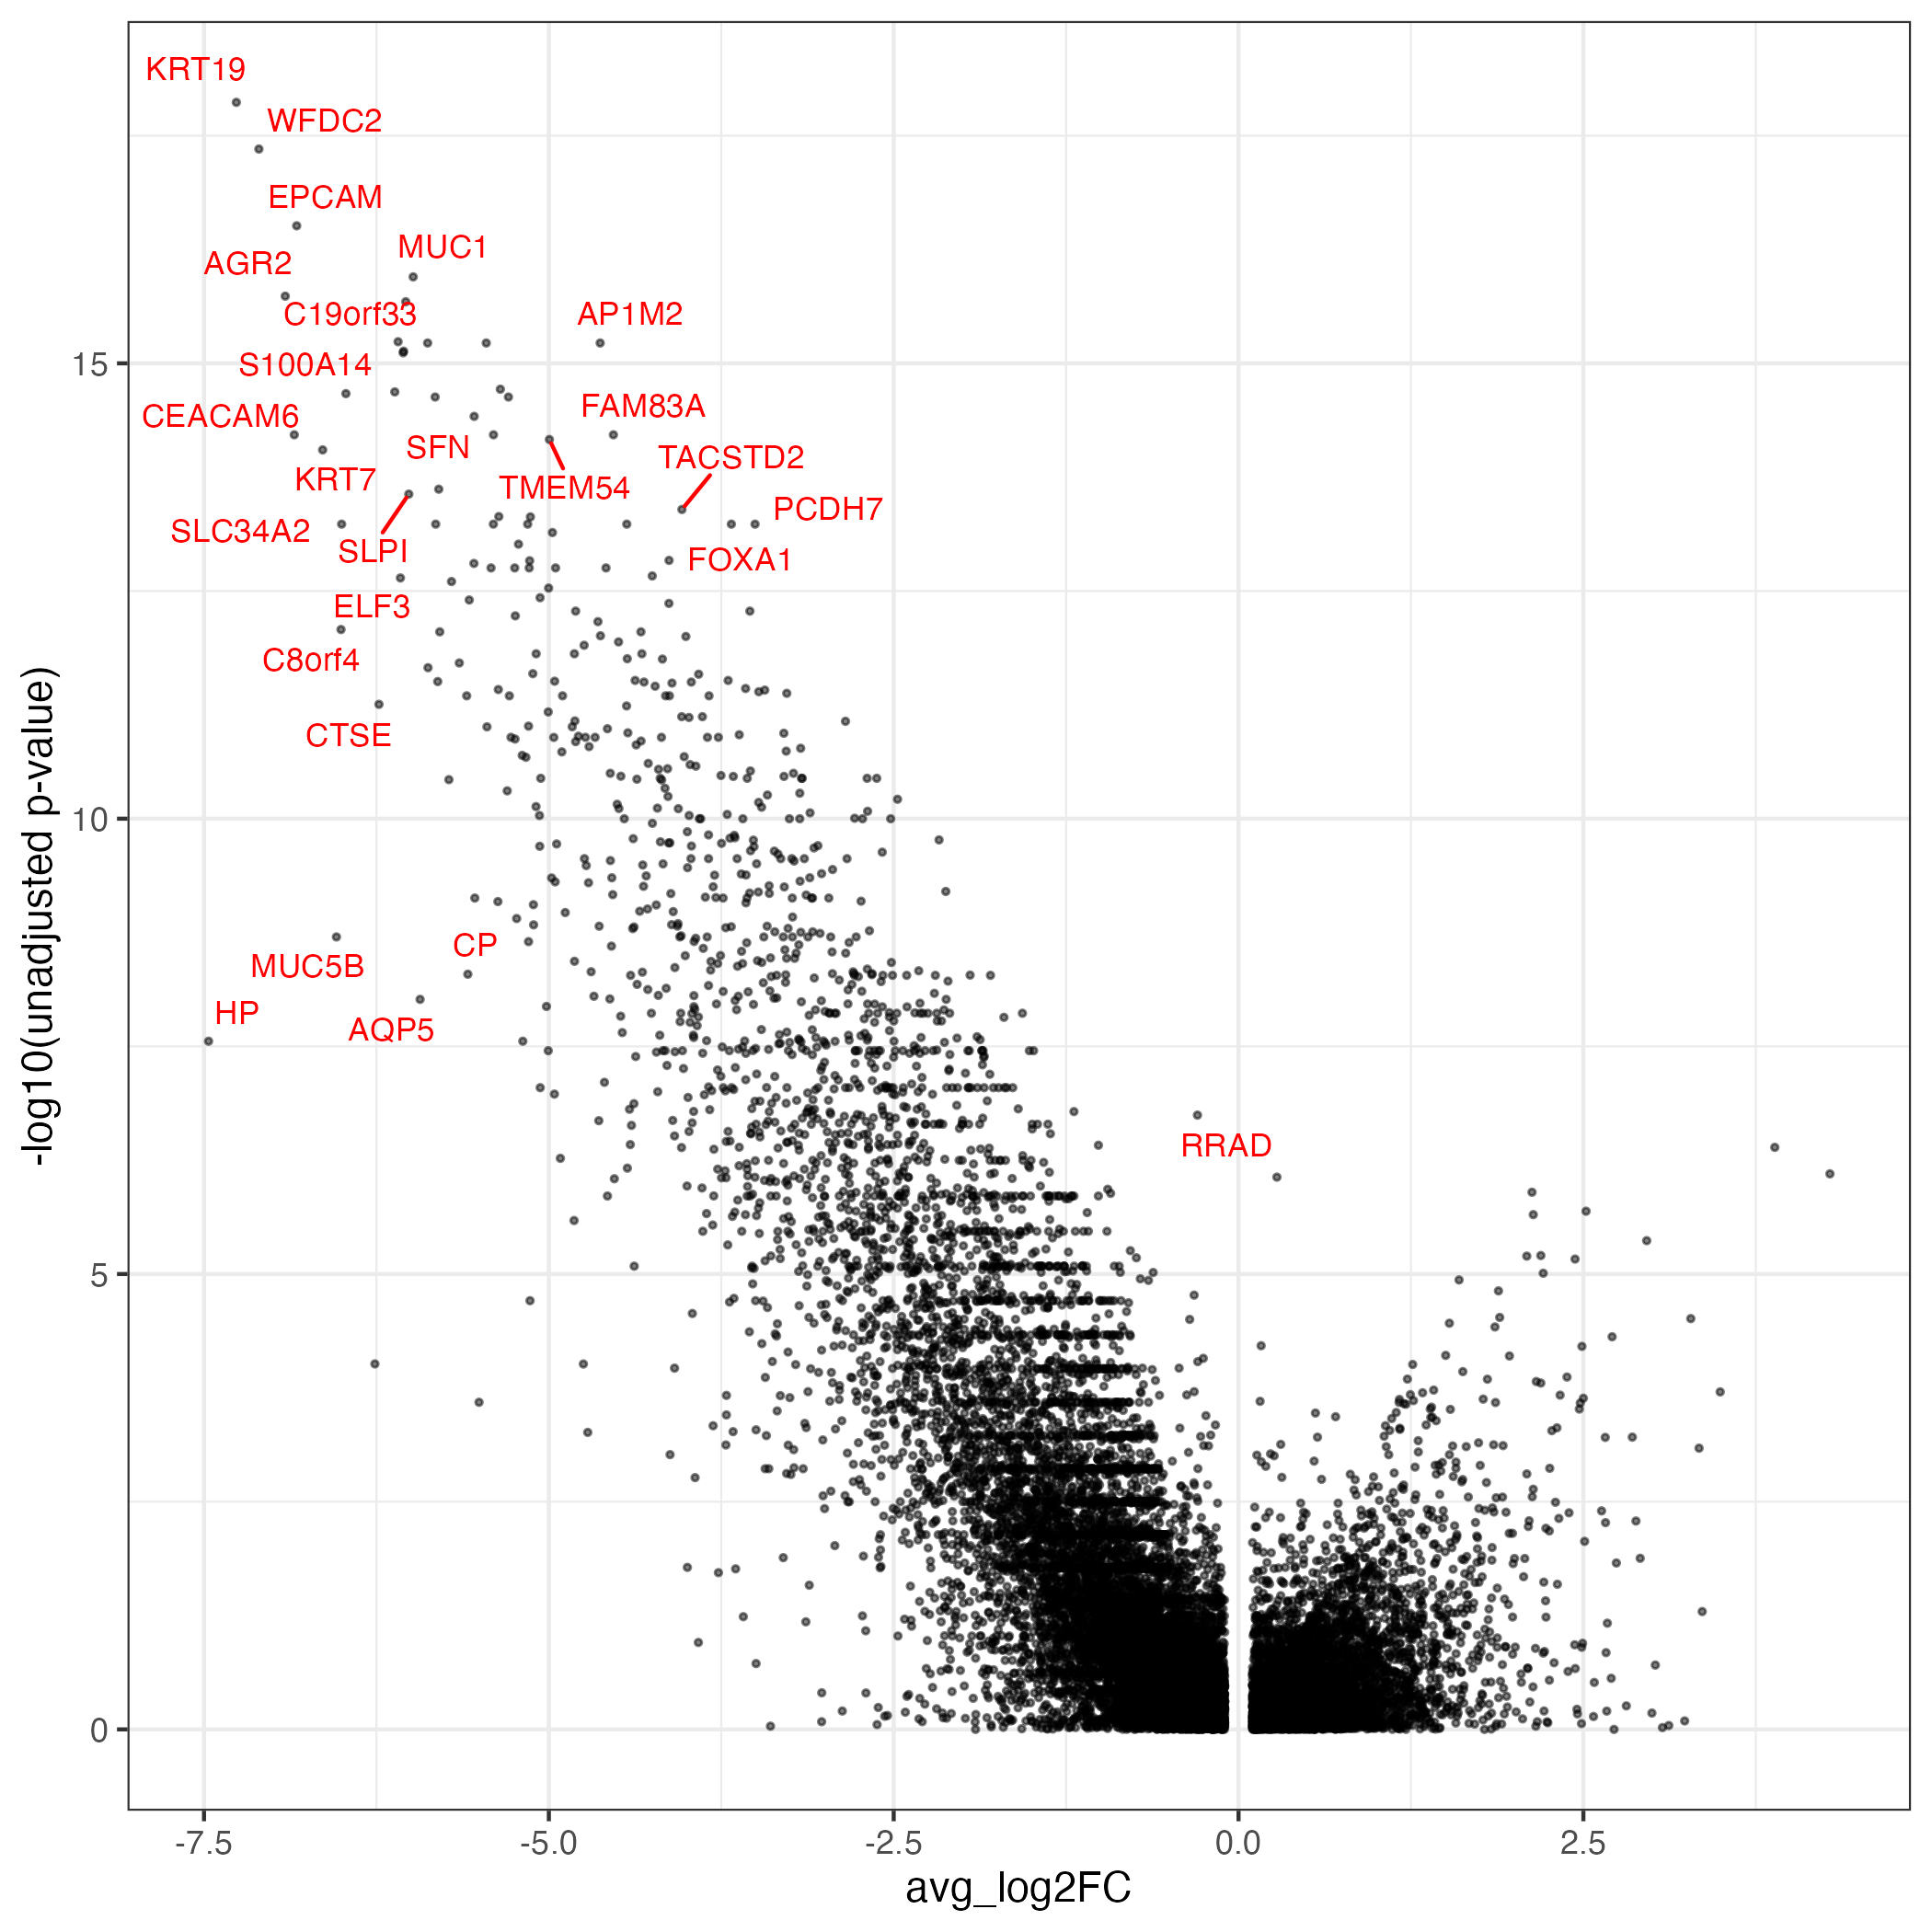 KRT19
WFDC2
EPCAM
MUC1
AGR2
C19orf33
AP1M2
S100A14
CEACAM6
FAM83A
SFN
TACSTD2
KRT7
TMEM54
PCDH7
SLC34A2
SLPI
FOXA1
ELF3
C8orf4
CTSE
CP
MUC5B
HP
AQP5
RRAD
15
10
5
0
-log10(unadjusted p-value)
-7.5
-5.0
-2.5
0.0
2.5
avg_log2FC